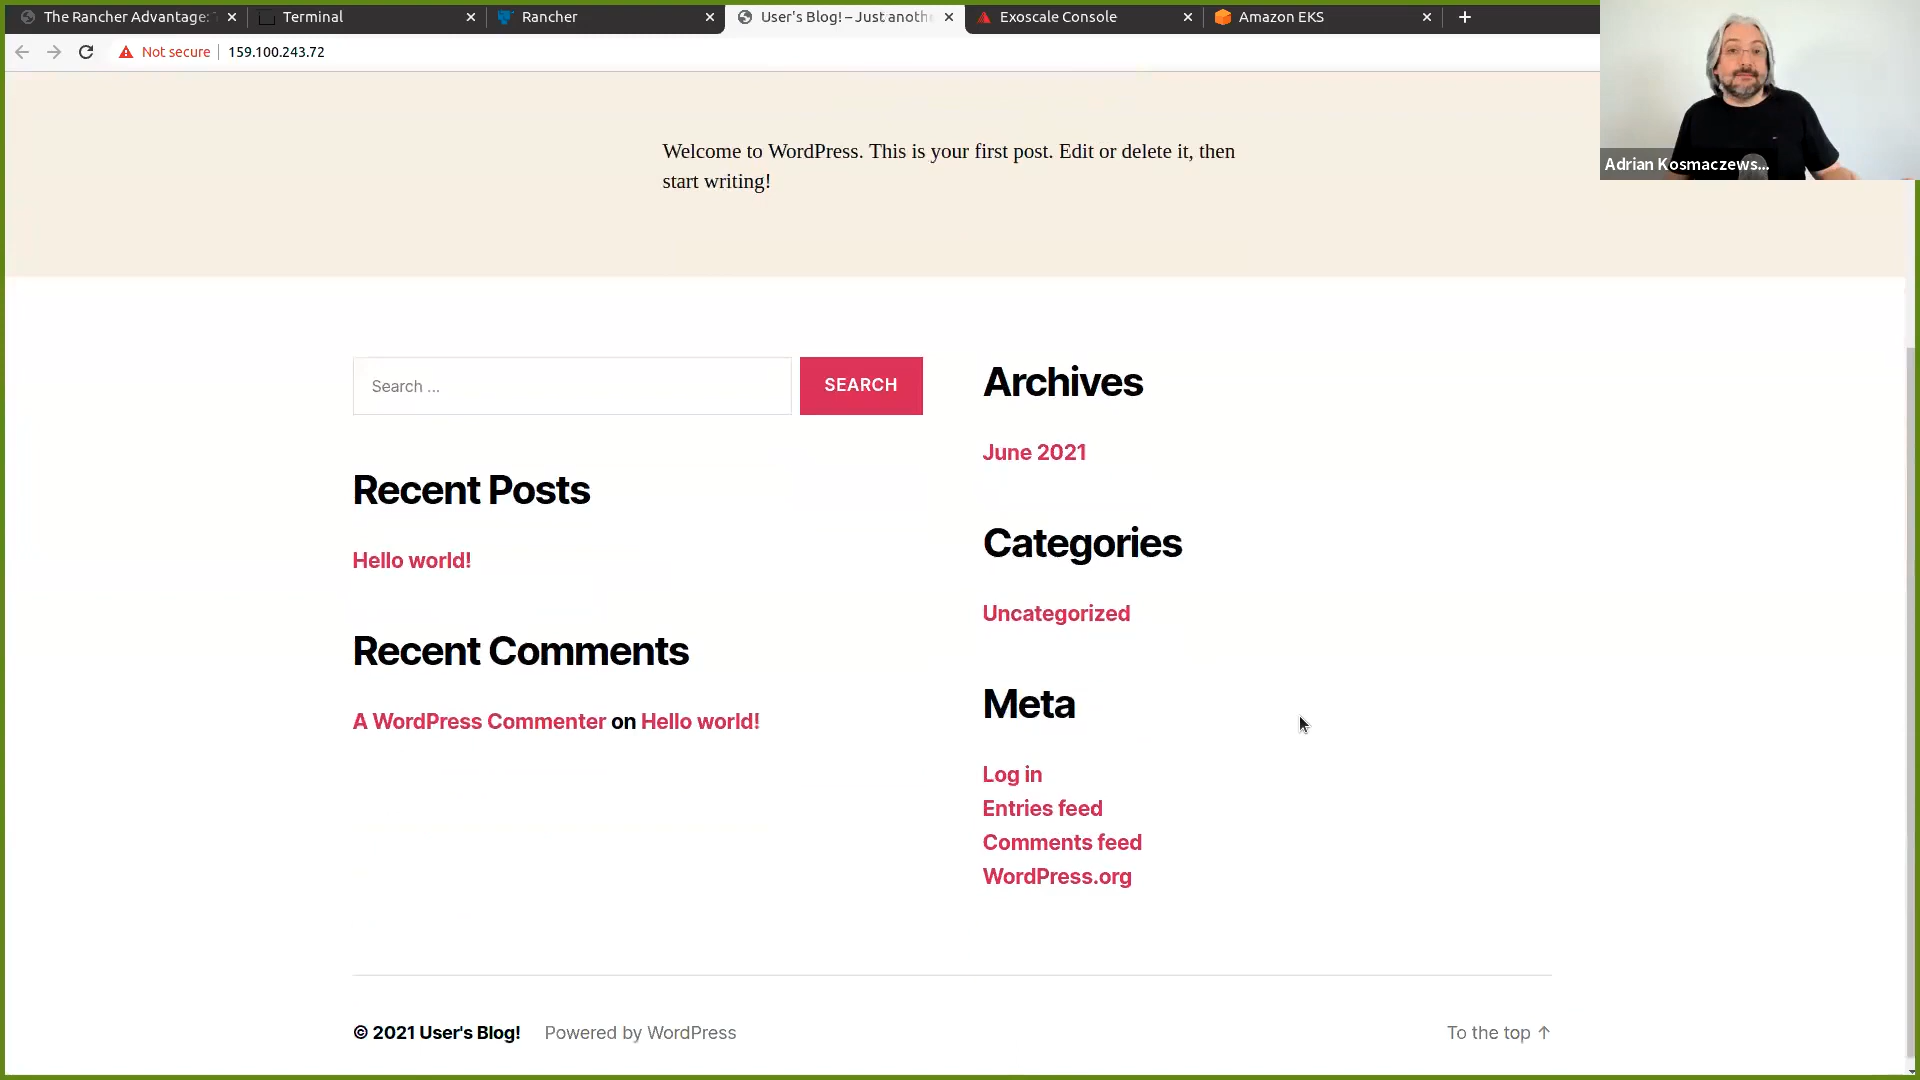 The Rancher Advantage:
Terminal
Rancher
User's Blog! – Just anoth
Exoscale Console
Amazon EKS
Not secure
159.100.243.72
Adrian Kosmaczews...
Welcome to WordPress. This is your first post. Edit or delete it, then
start writing!
Search ...
SEARCH
Recent Posts
Hello world!
Recent Comments
A WordPress Commenter on Hello world!
Archives
June 2021
Categories
Uncategorized
Meta
Log in
Entries feed
Comments feed
WordPress.org
© 2021 User's Blog!
Powered by WordPress
To the top ↑